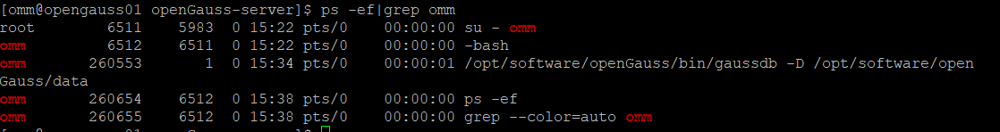 [omm@opengauss01 openGauss-server]$ ps -ef|grep omm
root        6511    5983  0 15:22 pts/0    00:00:00 su - omm
omm         6512    6511  0 15:22 pts/0    00:00:00 -bash
omm       260553       1  0 15:34 pts/0    00:00:01 /opt/software/openGauss/bin/gaussdb -D /opt/software/open
Gauss/data
omm       260654    6512  0 15:38 pts/0    00:00:00 ps -ef
omm       260655    6512  0 15:38 pts/0    00:00:00 grep --color=auto omm